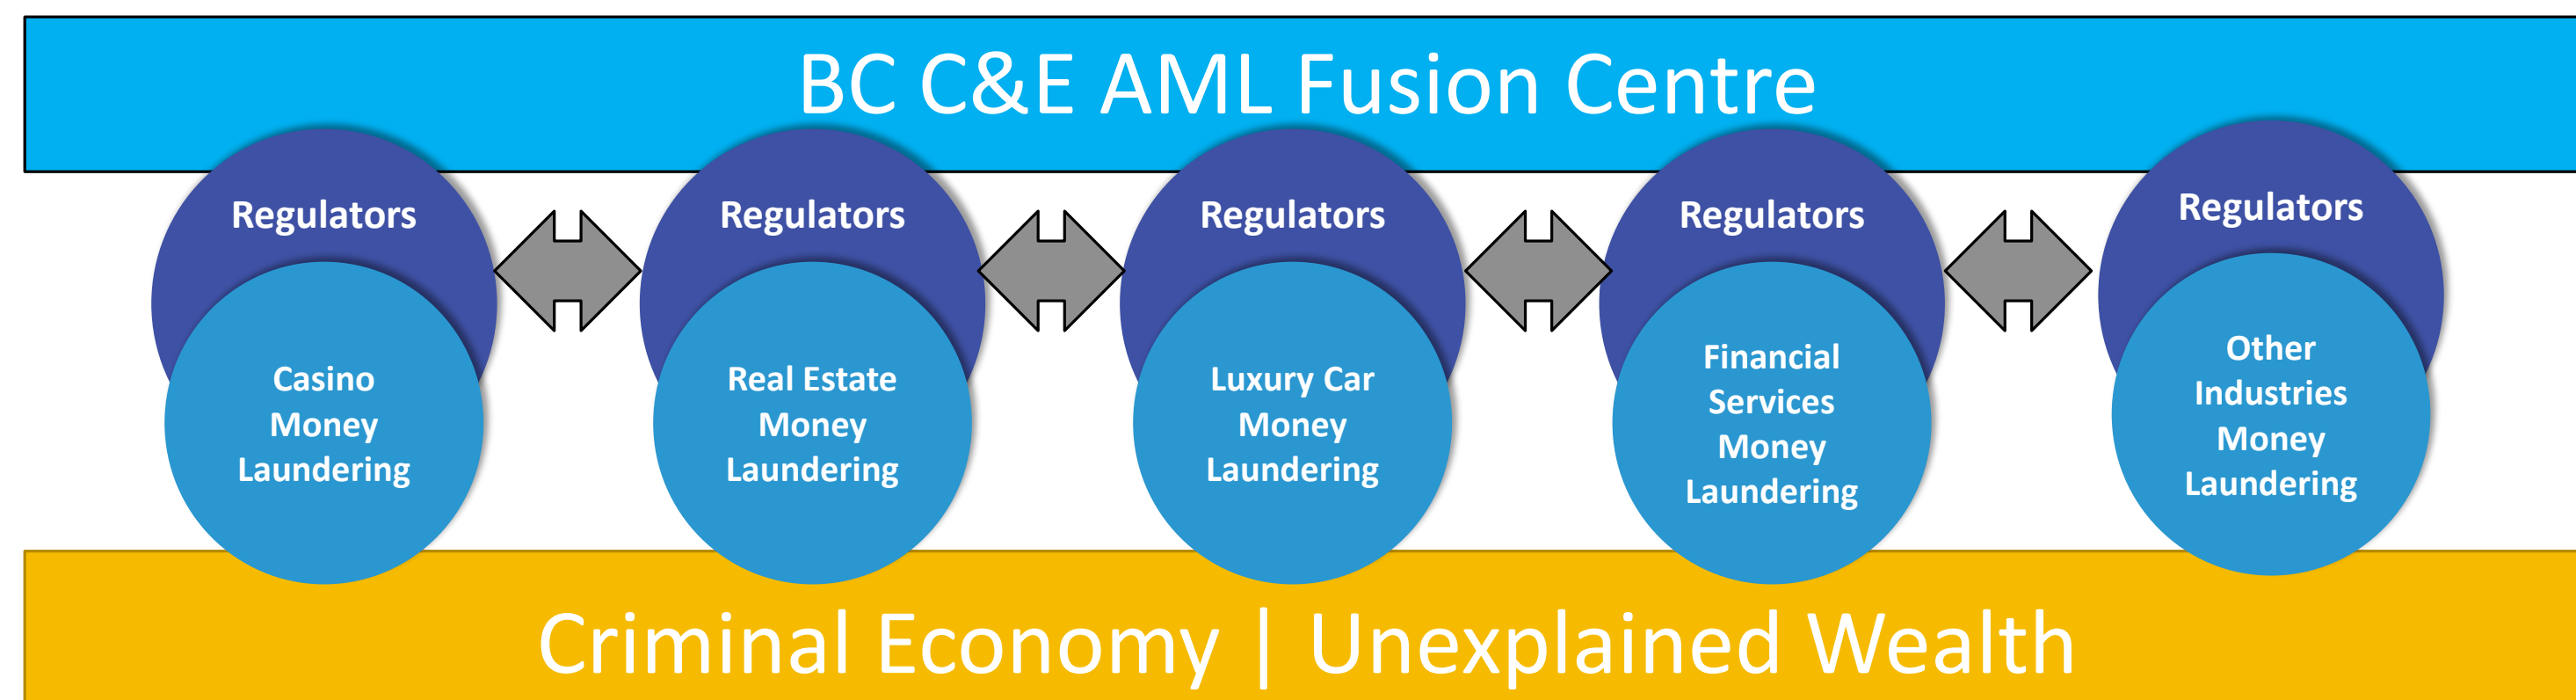 BC C&E AML Fusion Centre
Regulators
Casino
Money
Laundering
Regulators
Real Estate
Money
Laundering
Regulators
Luxury Car
Money
Laundering
Regulators
Financial
Services
Money
Laundering
Regulators
Other
Industries
Money
Laundering
Criminal Economy | Unexplained Wealth